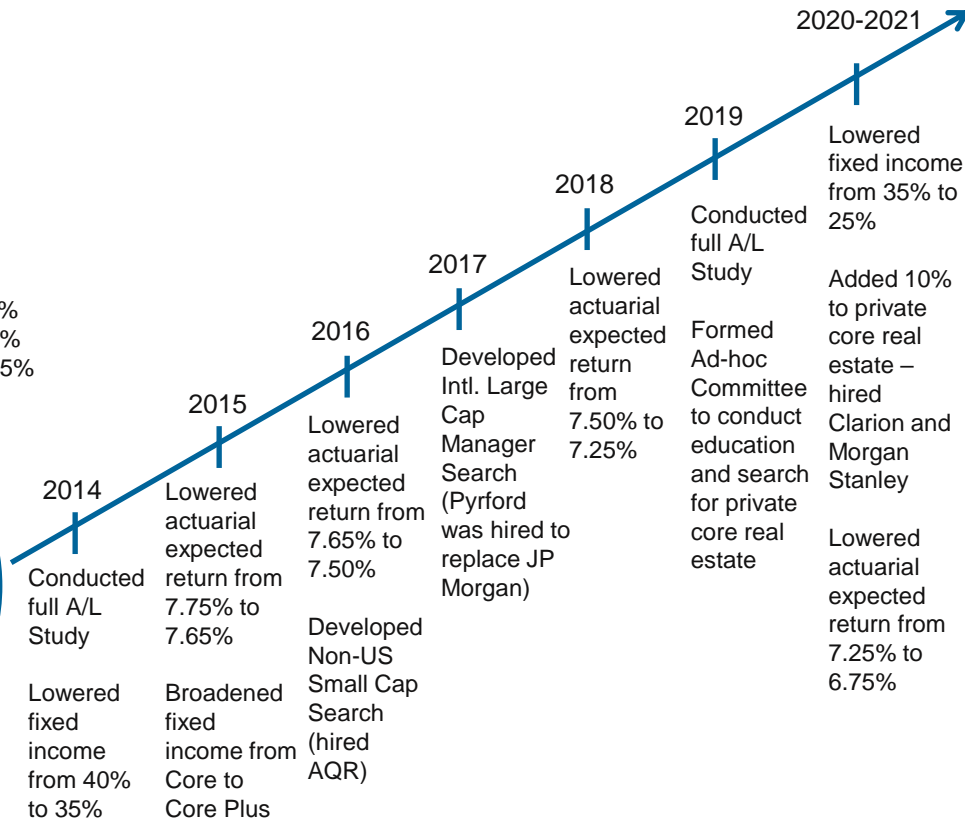 %
%
5%
2014
Conducted
full A/L
Study
Lowered
fixed
income
from 40%
to 35%
2015
Lowered
actuarial
expected
return from
7.75% to
7.65%
Broadened
fixed
income from
Core to
Core Plus
2016
Lowered
actuarial
expected
return from
7.65% to
7.50%
Developed
Non-US
Small Cap
Search
(hired
AQR)
2017
Developed
Intl. Large
Cap
Manager
Search
(Pyrford
was hired to
replace JP
Morgan)
2018
Lowered
actuarial
expected
return
from
7.50% to
7.25%
2019
Conducted
full A/L
Study
Formed
Ad-hoc
Committee
to conduct
education
and search
for private
core real
estate
2020-2021
Lowered
fixed income
from 35% to
25%
Added 10%
to private
core real
estate –
hired
Clarion and
Morgan
Stanley
Lowered
actuarial
expected
return from
7.25% to
6.75%